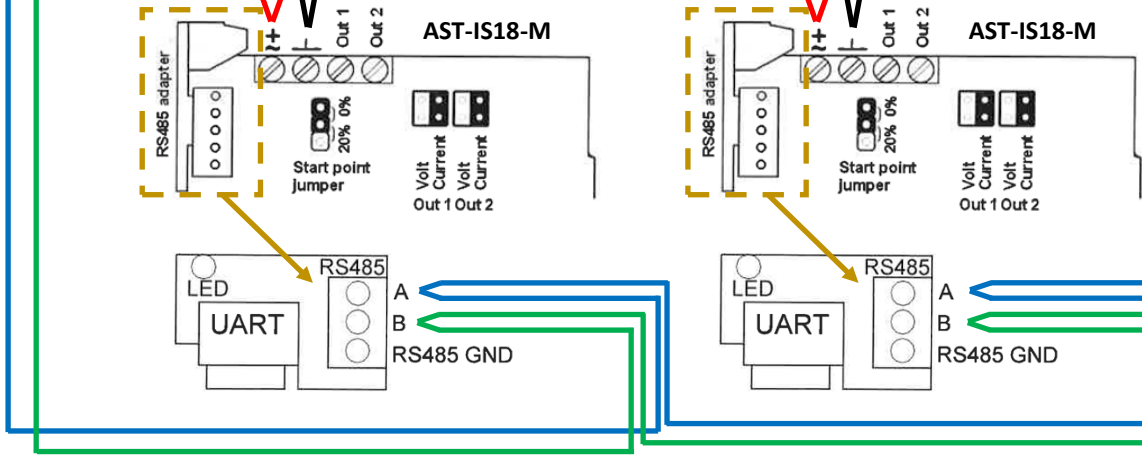 ≂+
⊥
Out 1
Out 2
AST-IS18-M
RS485 adapter
0%
20%
Start point
jumper
Volt
Current
Volt
Current
Out 1 Out 2
RS485
LED
A
UART
B
RS485 GND
≂+
⊥
Out 1
Out 2
AST-IS18-M
RS485 adapter
0%
20%
Start point
jumper
Volt
Current
Volt
Current
Out 1 Out 2
RS485
LED
A
UART
B
RS485 GND